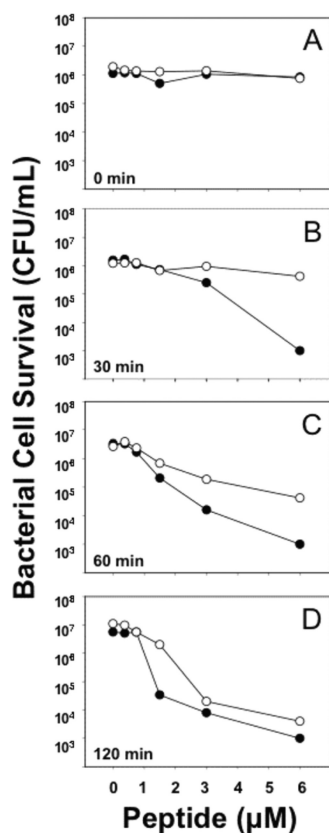 Bacterial Cell Survival (CFU/mL)
A
10⁸
10⁷
10⁶
10⁵
10⁴
10³
0 min
B
10⁸
10⁷
10⁶
10⁵
10⁴
10³
30 min
C
10⁸
10⁷
10⁶
10⁵
10⁴
10³
60 min
D
10⁸
10⁷
10⁶
10⁵
10⁴
10³
120 min
0 1 2 3 4 5 6
Peptide (µM)